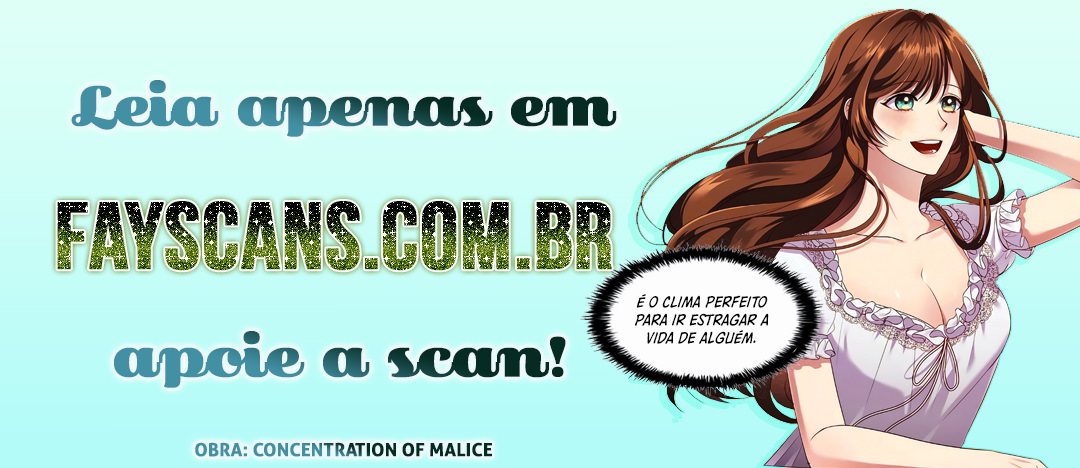 Leia apenas em
FAYSCANS.COM.BR
apoie a scan!
É O CLIMA PERFEITO
PARA IR ESTRAGAR A
VIDA DE ALGUÉM.
OBRA: CONCENTRATION OF MALICE